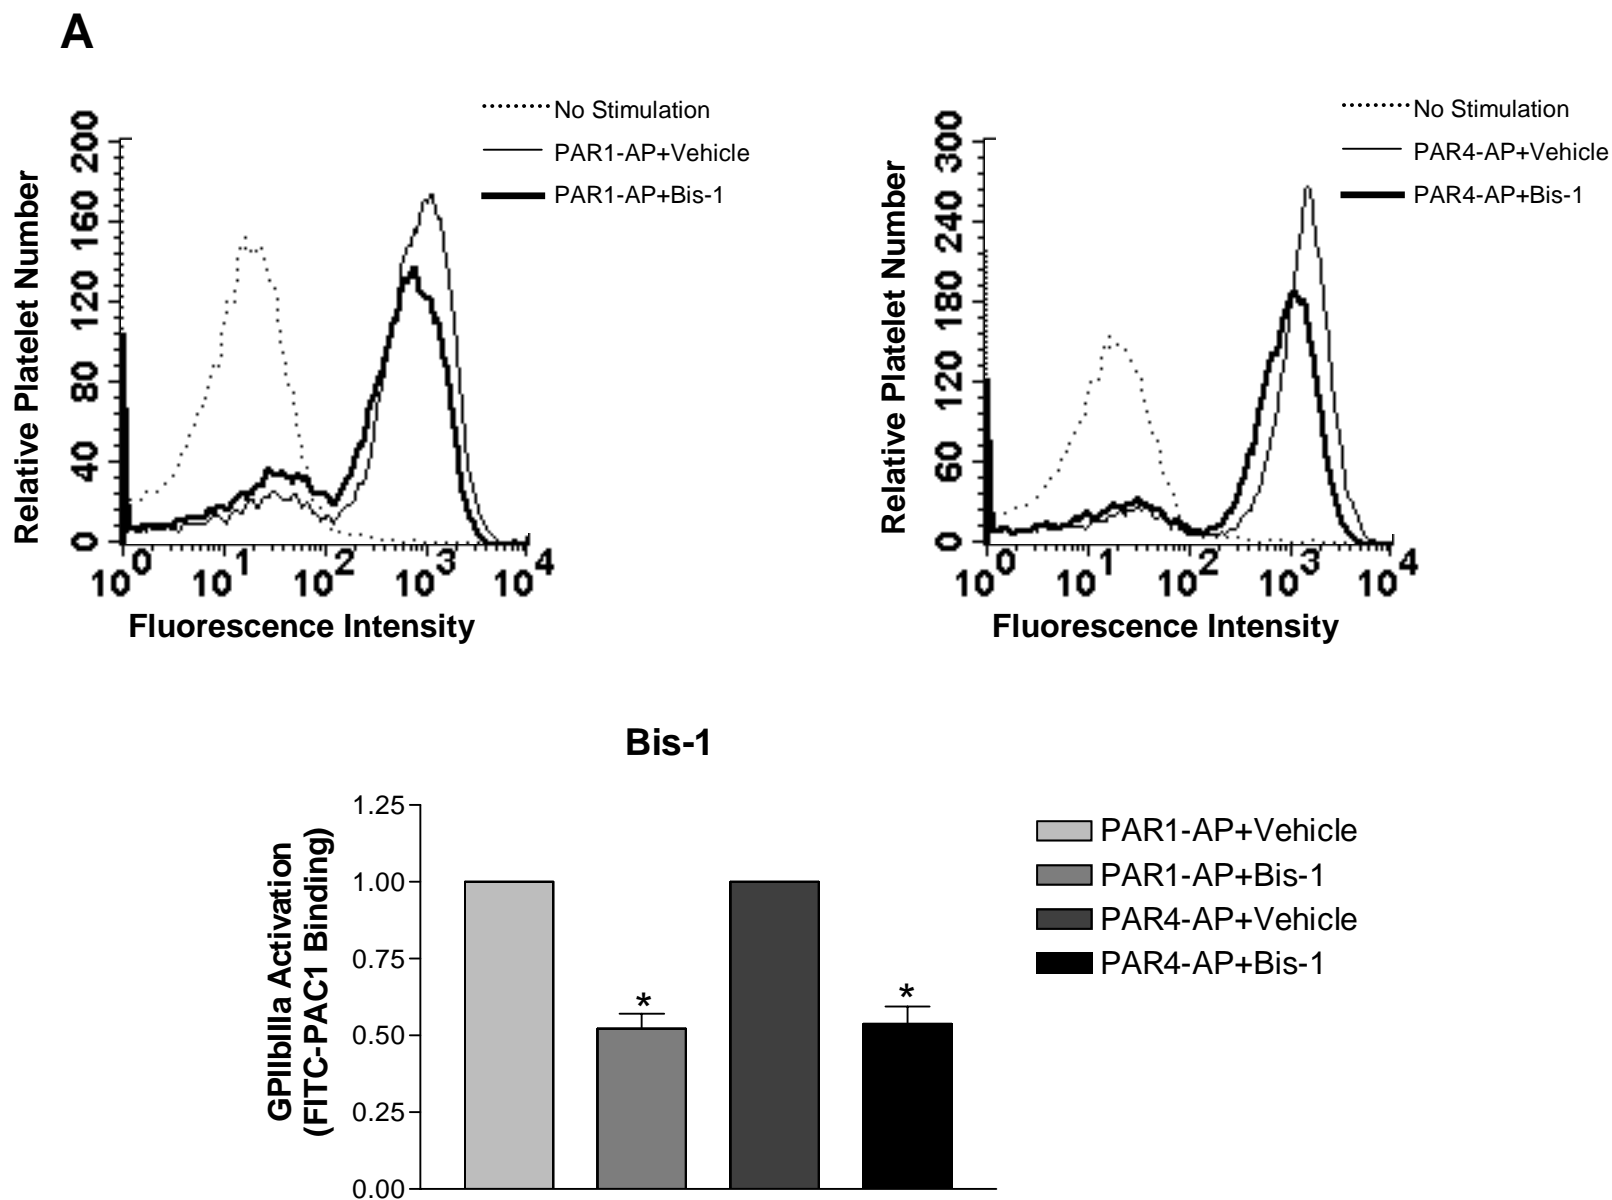 A
No Stimulation
PAR1-AP+Vehicle
PAR1-AP+Bis-1
Relative Platelet Number
200
160
120
80
40
0
10^0 10^1 10^2 10^3 10^4
Fluorescence Intensity
No Stimulation
PAR4-AP+Vehicle
PAR4-AP+Bis-1
Relative Platelet Number
300
240
180
120
60
0
10^0 10^1 10^2 10^3 10^4
Fluorescence Intensity
Bis-1
GPIIbIIIa Activation
(FITC-PAC1 Binding)
1.25
1.00
0.75
0.50
0.25
0.00
* *
PAR1-AP+Vehicle
PAR1-AP+Bis-1
PAR4-AP+Vehicle
PAR4-AP+Bis-1